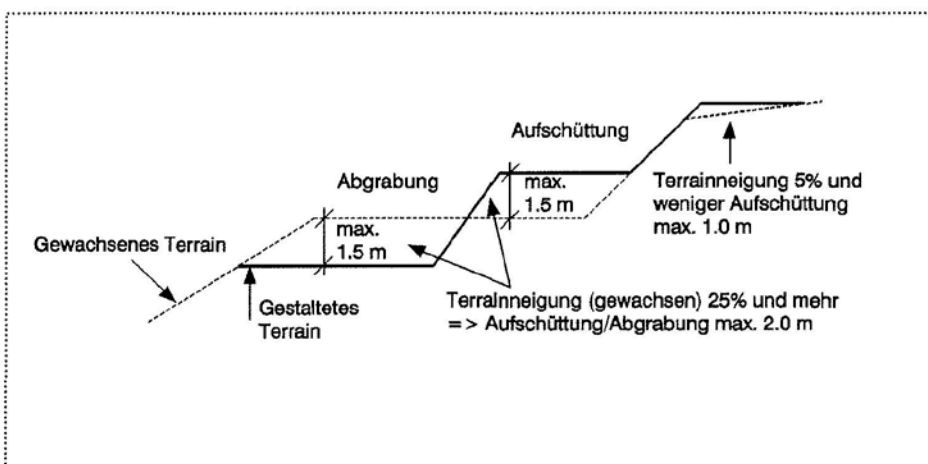 Aufschüttung
Abgrabung
max.
1.5 m
Terrainneigung 5% und
weniger Aufschüttung
max. 1.0 m
Gewachsenes Terrain
max.
1.5 m
Gestaltetes
Terrain
Terrainneigung (gewachsen) 25% und mehr
=> Aufschüttung/Abgrabung max. 2.0 m